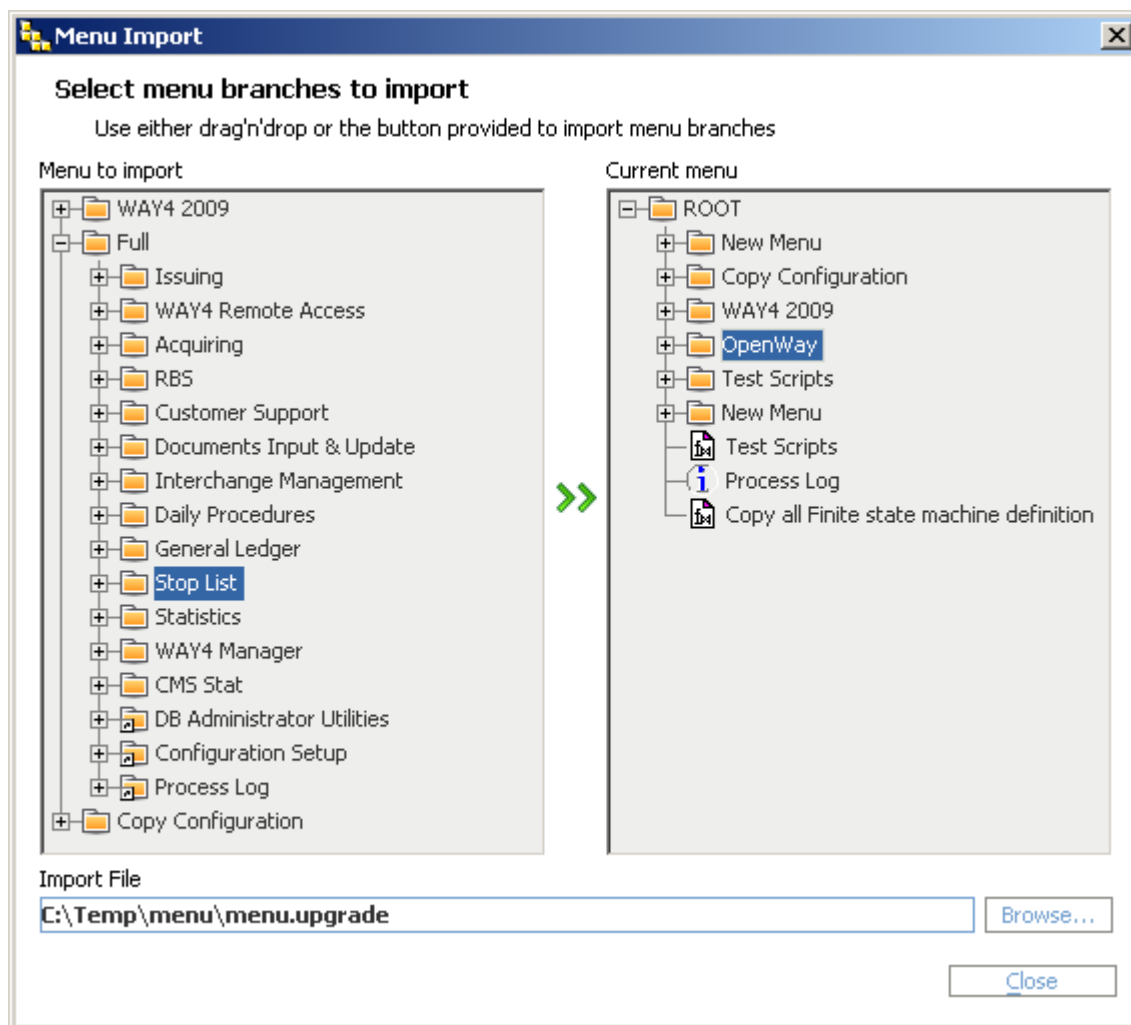 Menu Import
Select menu branches to import
Use either drag'n'drop or the button provided to import menu branches
Menu to import
WAY4 2009
Full
Issuing
WAY4 Remote Access
Acquiring
RBS
Customer Support
Documents Input & Update
Interchange Management
Daily Procedures
General Ledger
Stop List
Statistics
WAY4 Manager
CMS Stat
DB Administrator Utilities
Configuration Setup
Process Log
Copy Configuration
Current menu
ROOT
New Menu
Copy Configuration
WAY4 2009
OpenWay
Test Scripts
New Menu
Test Scripts
Process Log
Copy all Finite state machine definition
Import File
C:\Temp\menu\menu.upgrade
Browse...
Close